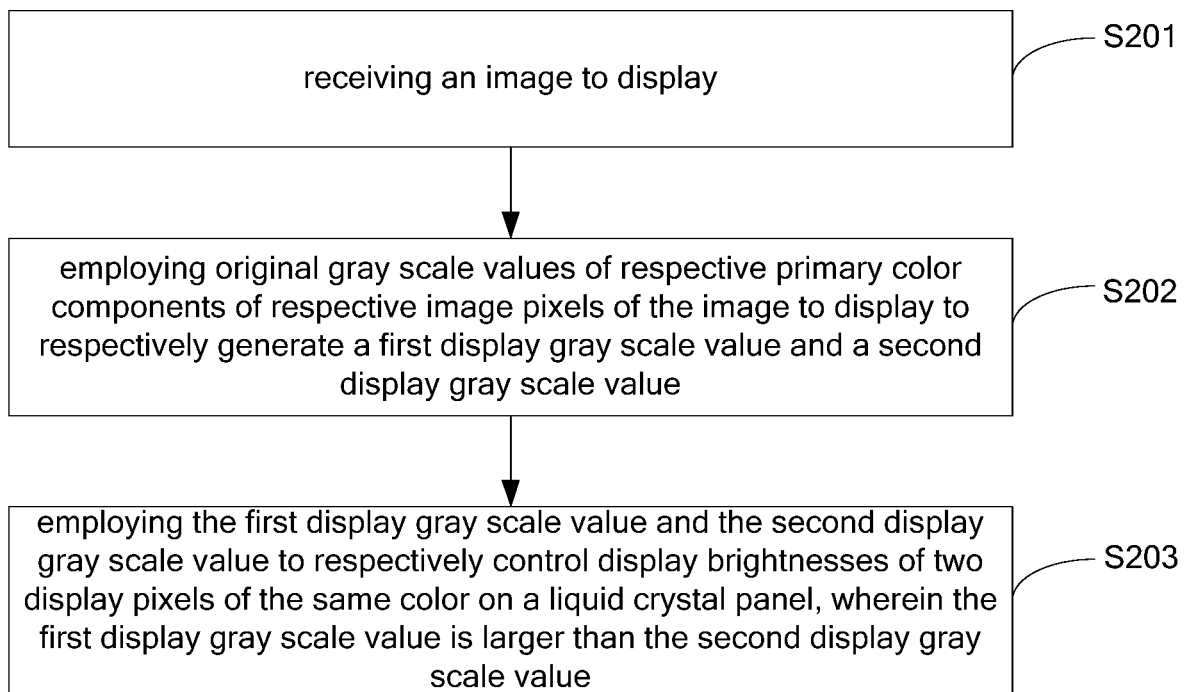 receiving an image to display
S201
employing original gray scale values of respective primary color
components of respective image pixels of the image to display to
respectively generate a first display gray scale value and a second
display gray scale value
S202
employing the first display gray scale value and the second display
gray scale value to respectively control display brightnesses of two
display pixels of the same color on a liquid crystal panel, wherein the
first display gray scale value is larger than the second display gray
scale value
S203